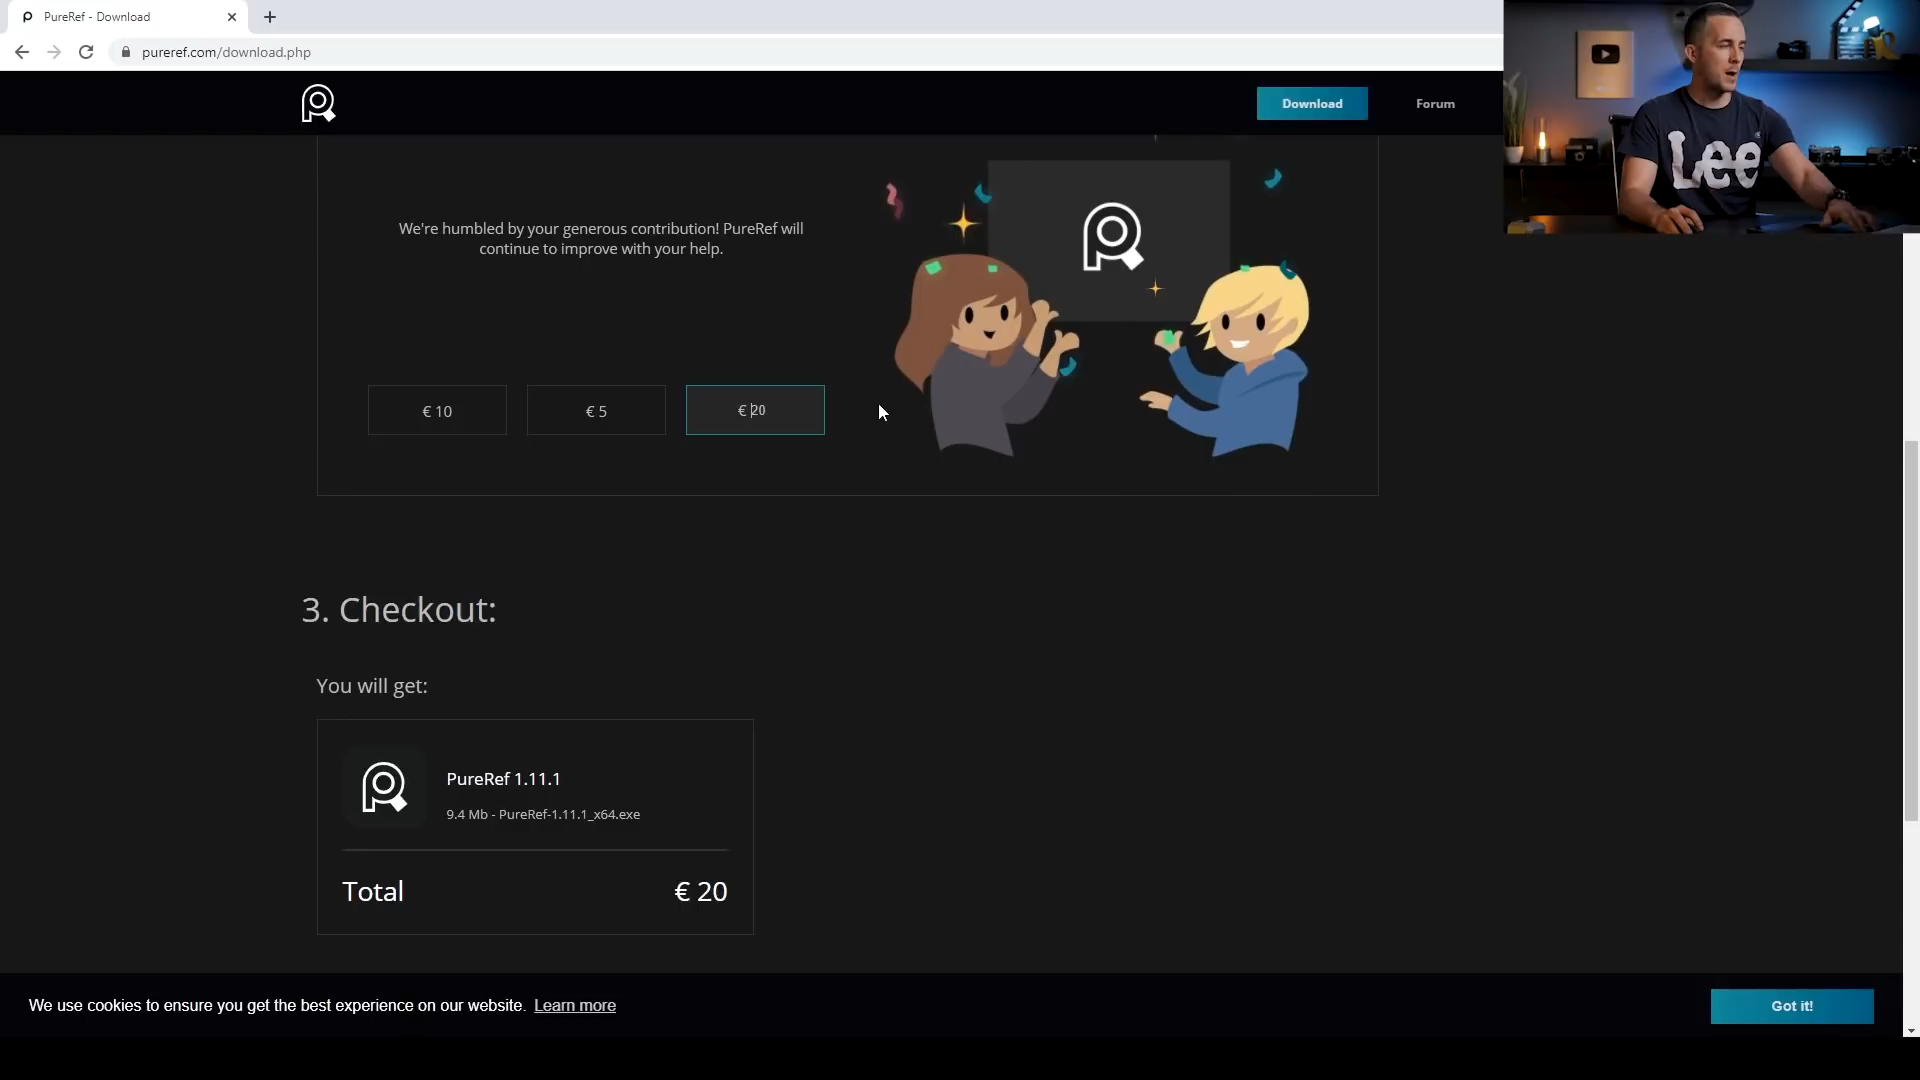 PureRef - Download
pureref.com/download.php
Download
Forum
Lee
We're humbled by your generous contribution! PureRef will
continue to improve with your help.
€ 10
€ 5
€ 20
3. Checkout:
You will get:
PureRef 1.11.1
9.4 Mb - PureRef-1.11.1_x64.exe
Total
€ 20
We use cookies to ensure you get the best experience on our website. Learn more
Got it!